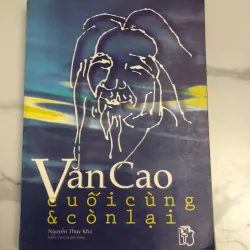 Văn Cao
cuối cùng
& còn lại
Nguyễn Thụy Kha